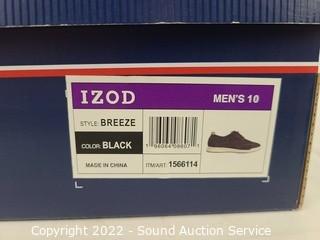 IZOD
MEN'S 10
STYLE: BREEZE
COLOR: BLACK
MADE IN CHINA
ITM/ART. 1566114
Copyright 2022 - Sound Auction Service